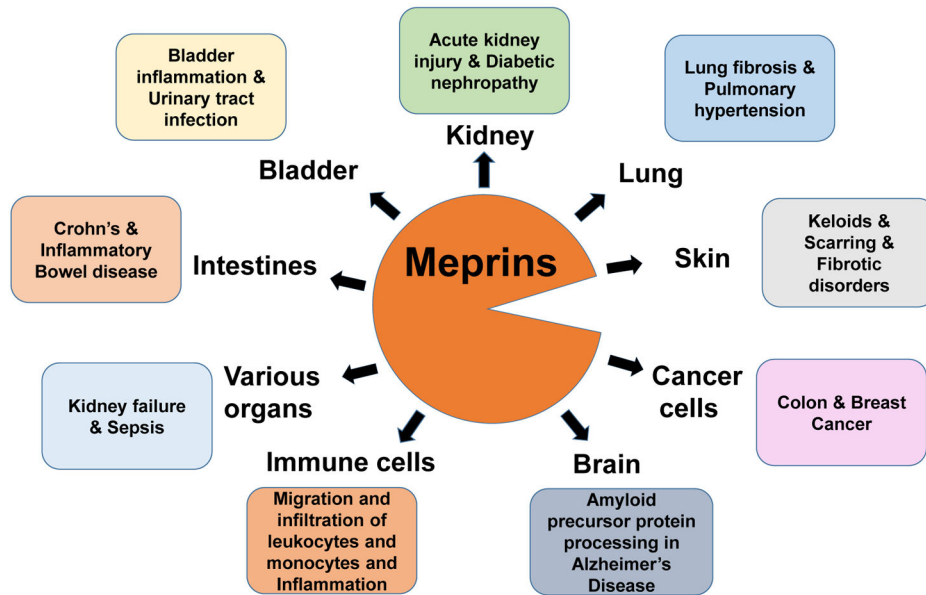 Acute kidney
injury & Diabetic
nephropathy
Kidney
Bladder
inflammation &
Urinary tract
infection
Bladder
Lung fibrosis &
Pulmonary
hypertension
Lung
Crohn's &
Inflammatory
Bowel disease
Intestines
Meprins
Skin
Keloids &
Scarring &
Fibrotic
disorders
Kidney failure
& Sepsis
Various
organs
Cancer
cells
Colon & Breast
Cancer
Immune cells
Migration and
infiltration of
leukocytes and
monocytes and
Inflammation
Brain
Amyloid
precursor protein
processing in
Alzheimer's
Disease